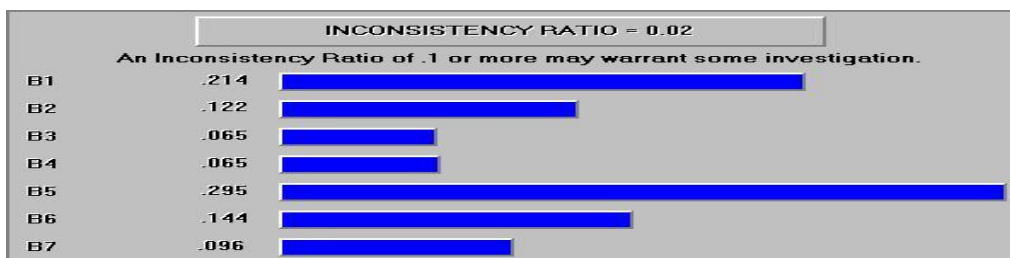 INCONSISTENCY RATIO = 0.02
An Inconsistency Ratio of .1 or more may warrant some investigation.
B1 .214
B2 .122
B3 .065
B4 .065
B5 .295
B6 .144
B7 .096